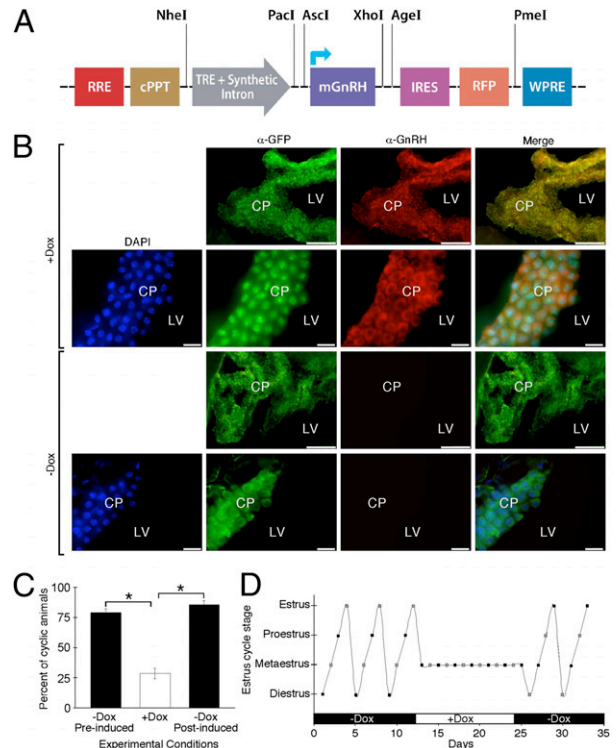 A
NheI PacI AscI XhoI AgeI PmeI
RRE cPPT TRE + Synthetic Intron mGnRH IRES RFP WPRE
B
α-GFP α-GnRH Merge
+Dox
CP LV CP LV CP LV
DAPI
CP LV CP LV CP LV CP LV
-Dox
CP LV CP LV CP LV
CP LV CP LV CP LV CP LV
C
Percent of cyclic animals
100
75
50
25
0
* *
-Dox Pre-induced +Dox -Dox Post-induced
Experimental Conditions
D
Estrus cycle stage
Estrus
Proestrus
Metaestrus
Diestrus
-Dox +Dox -Dox
0 5 10 15 20 25 30 35
Days